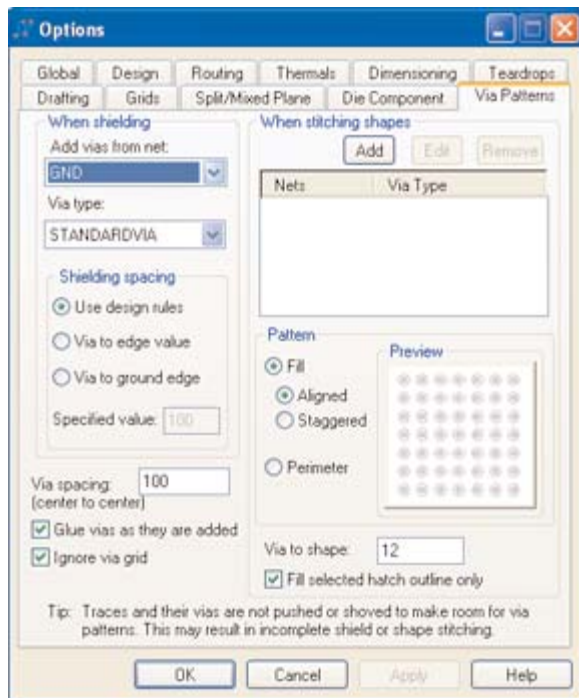 Options
Global Design Routing Thermals Dimensioning Teardrops
Drafting Grids Split/Mixed Plane Die Component Via Patterns
When shielding
Add vias from net:
GND
Via type:
STANDARDVIA
Shielding spacing
Use design rules
Via to edge value
Via to ground edge
Specified value: 100
Via spacing: 100
(center to center)
Glue vias as they are added
Ignore via grid
When stitching shapes
Add Edit Remove
Nets Via Type
Pattern
Fill
Aligned
Staggered
Perimeter
Preview
Via to shape: 12
Fill selected hatch outline only
Tip: Traces and their vias are not pushed or shoved to make room for via
patterns. This may result in incomplete shield or shape stitching.
OK Cancel Apply Help